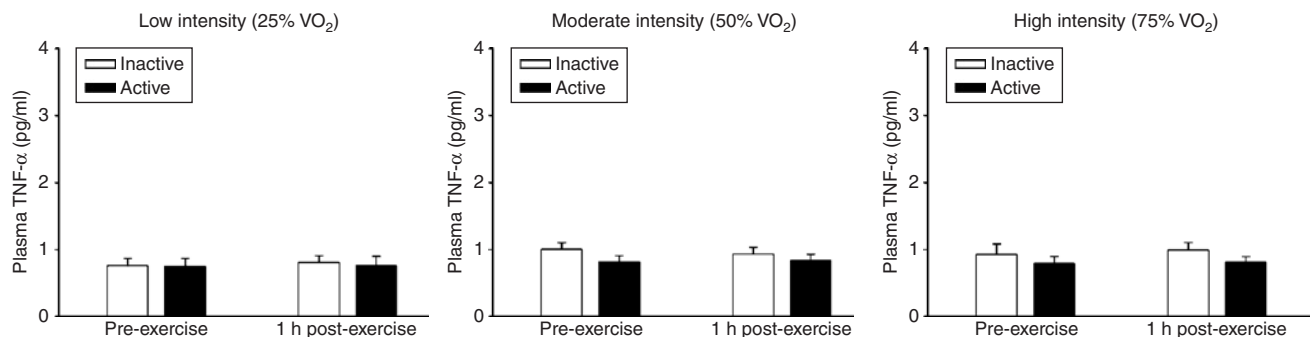 Low intensity (25% VO2)
Plasma TNF-α (pg/ml)
4
3
2
1
0
Inactive
Active
Pre-exercise
1 h post-exercise
Moderate intensity (50% VO2)
Plasma TNF-α (pg/ml)
4
3
2
1
0
Inactive
Active
Pre-exercise
1 h post-exercise
High intensity (75% VO2)
Plasma TNF-α (pg/ml)
4
3
2
1
0
Inactive
Active
Pre-exercise
1 h post-exercise